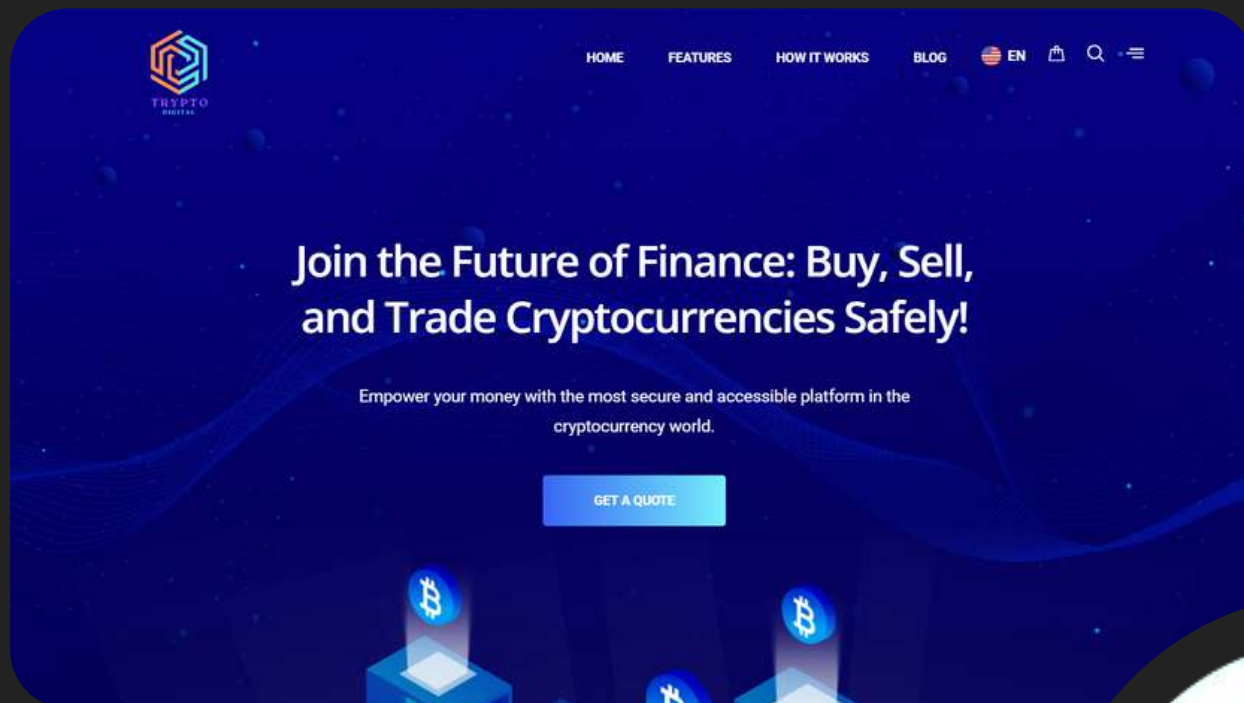 TRYPTO
DIGITAL
HOME FEATURES HOW IT WORKS BLOG EN
Join the Future of Finance: Buy, Sell,
and Trade Cryptocurrencies Safely!
Empower your money with the most secure and accessible platform in the
cryptocurrency world.
GET A QUOTE